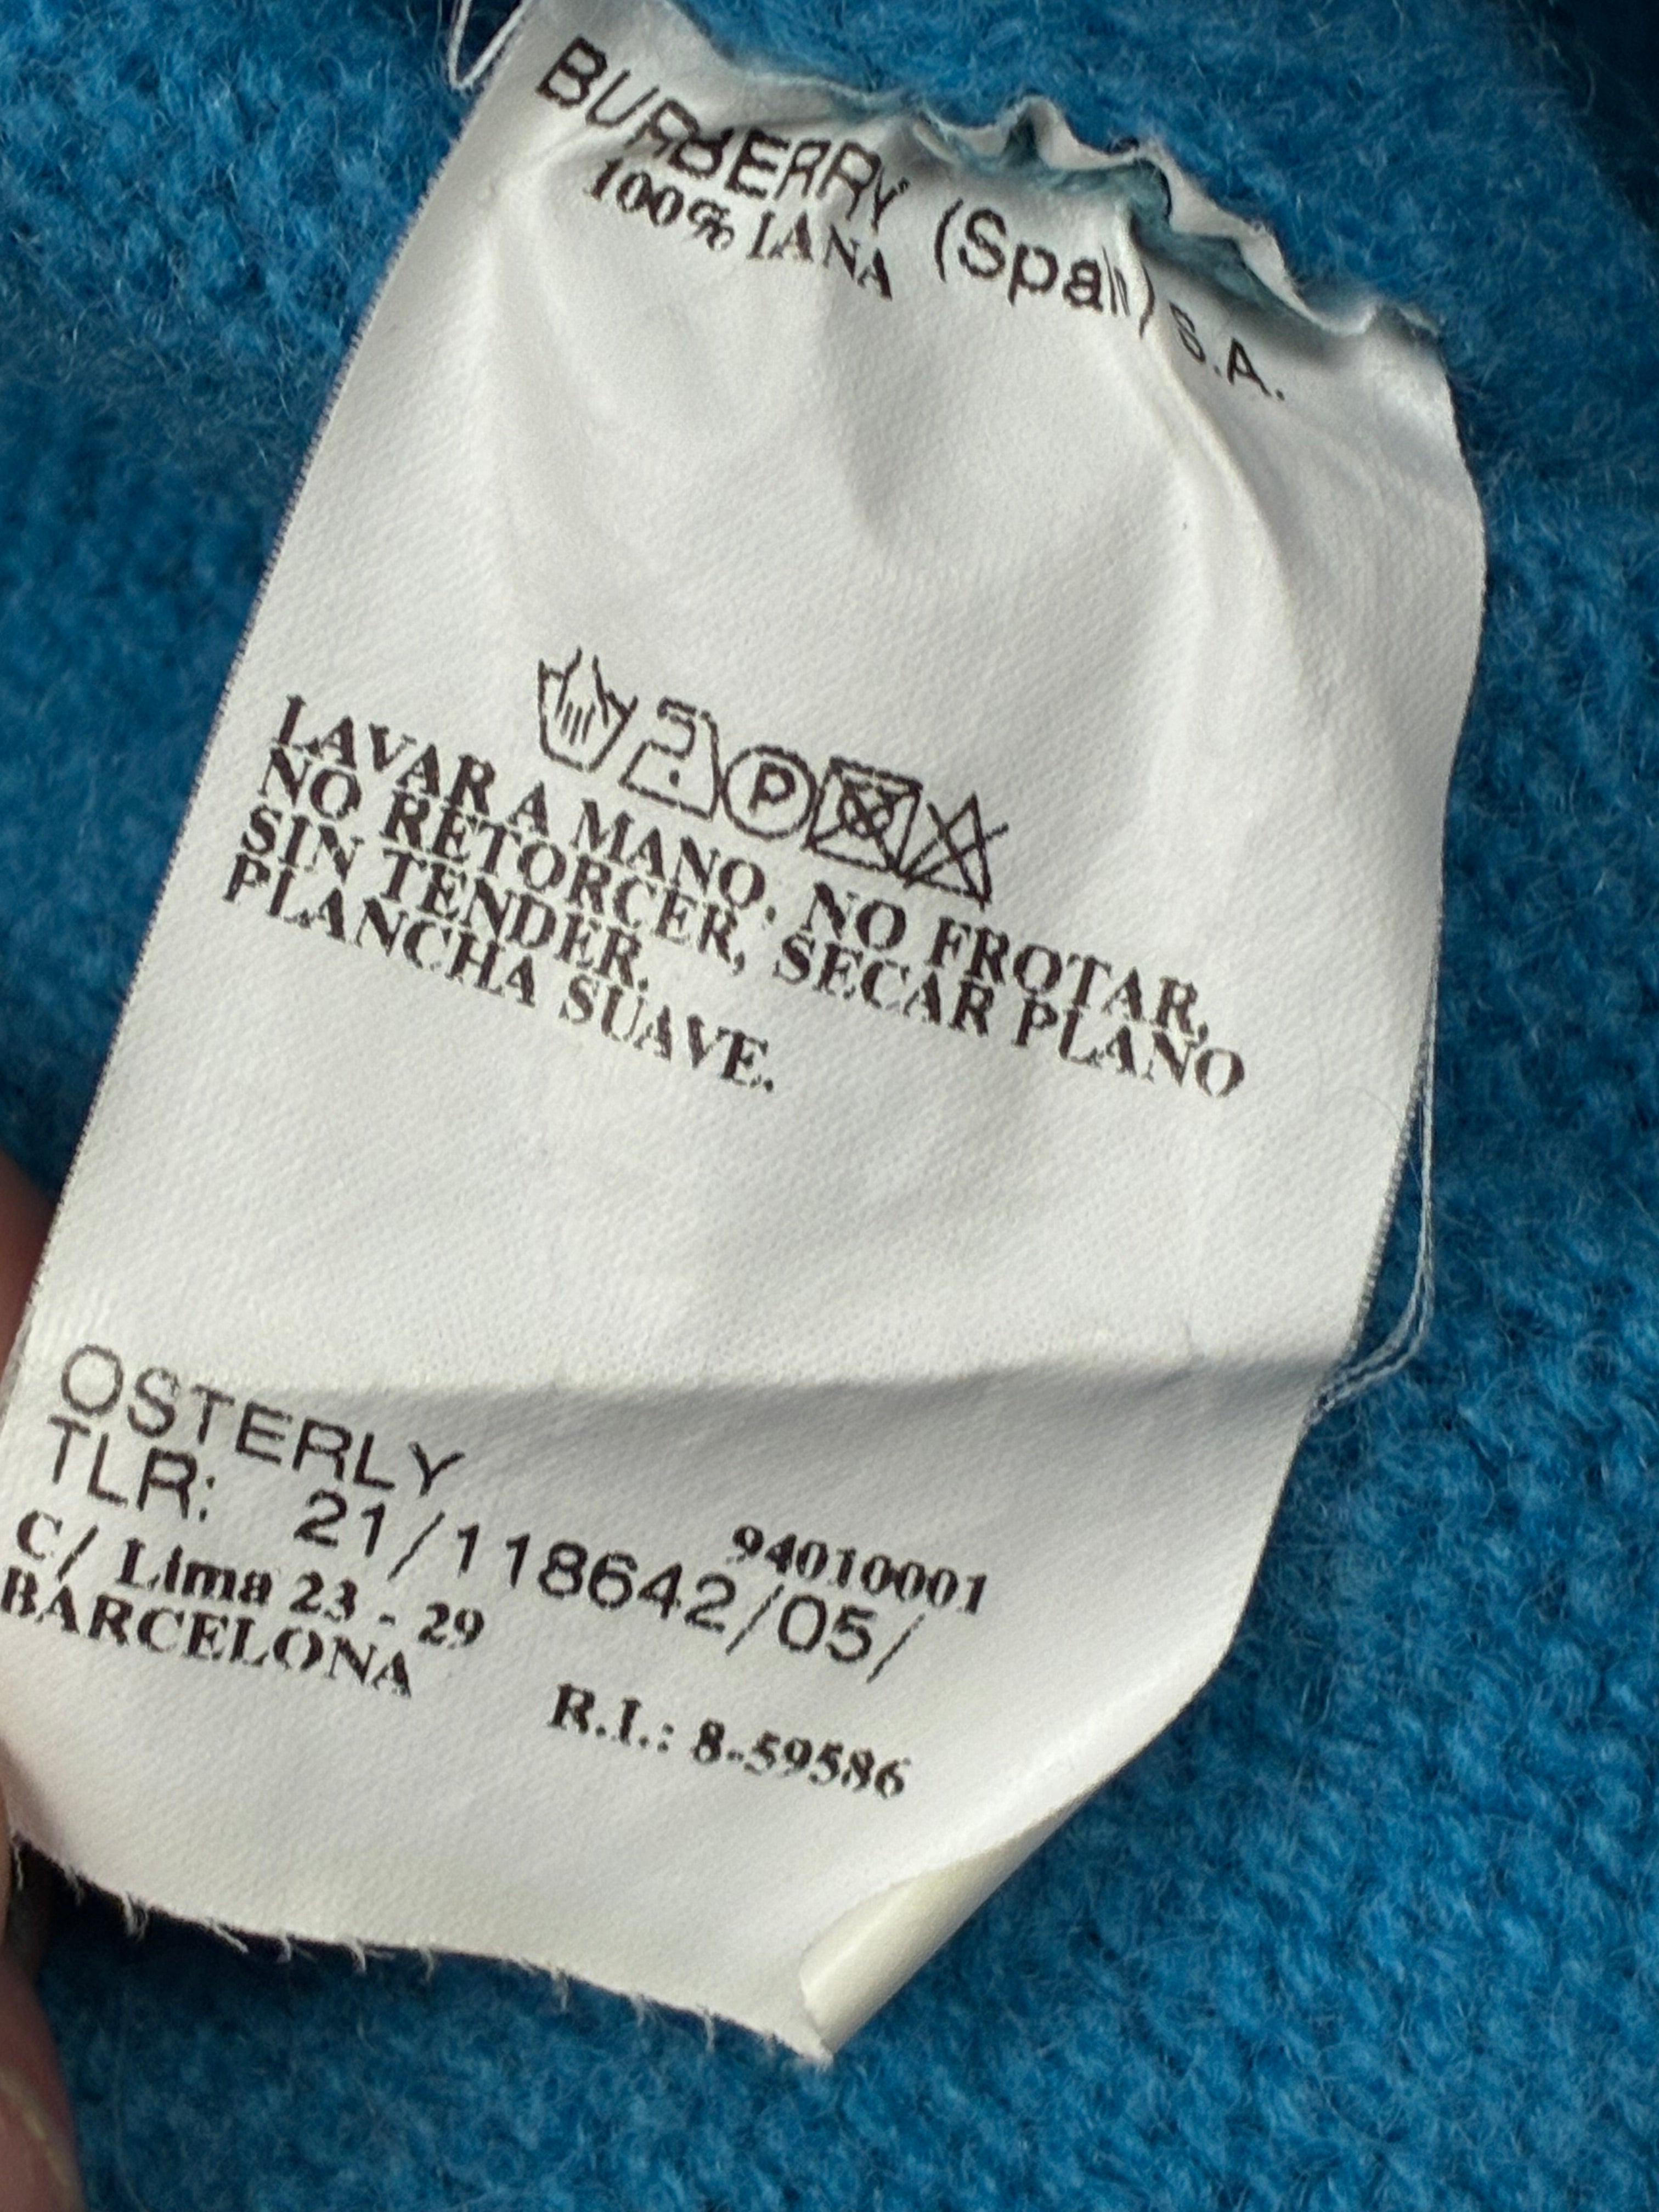 BURBERRY (Spain) S.A.
100% LANA
P
LAVAR A MANO. NO FROTAR,
NO RETORCER, SECAR PLANO
SIN TENDER.
PLANCHA SUAVE.
OSTERLY
94010001
TLR: 21/118642/05/
C/ Lima 23 - 29
BARCELONA
R.I.: 8-59586